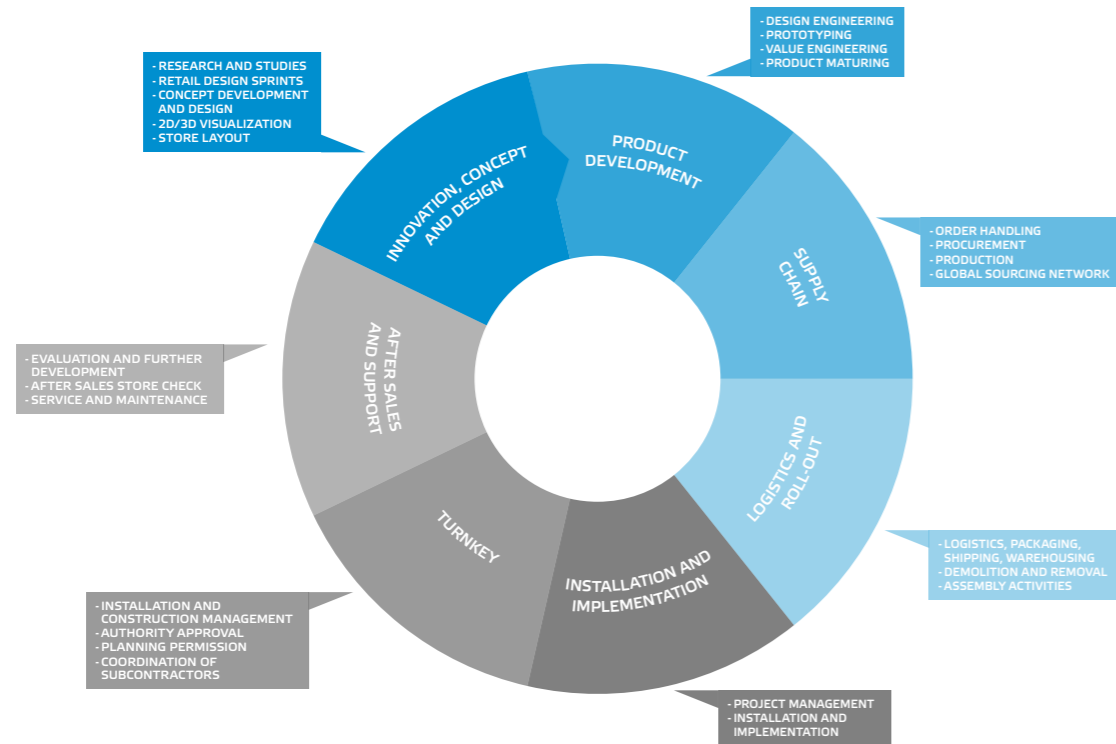 - RESEARCH AND STUDIES
- RETAIL DESIGN SPRINTS
- CONCEPT DEVELOPMENT
AND DESIGN
- 2D/3D VISUALIZATION
- STORE LAYOUT
INNOVATION, CONCEPT
AND DESIGN
- DESIGN ENGINEERING
- PROTOTYPING
- VALUE ENGINEERING
- PRODUCT MATURING
PRODUCT
DEVELOPMENT
- ORDER HANDLING
- PROCUREMENT
- PRODUCTION
- GLOBAL SOURCING NETWORK
SUPPLY
CHAIN
- LOGISTICS, PACKAGING,
SHIPPING, WAREHOUSING
- DEMOLITION AND REMOVAL
- ASSEMBLY ACTIVITIES
LOGISTICS AND
ROLL-OUT
- PROJECT MANAGEMENT
- INSTALLATION AND
IMPLEMENTATION
INSTALLATION AND
IMPLEMENTATION
- INSTALLATION AND
CONSTRUCTION MANAGEMENT
- AUTHORITY APPROVAL
- PLANNING PERMISSION
- COORDINATION OF
SUBCONTRACTORS
TURNKEY
- EVALUATION AND FURTHER
DEVELOPMENT
- AFTER SALES STORE CHECK
- SERVICE AND MAINTENANCE
AFTER SALES
AND SUPPORT